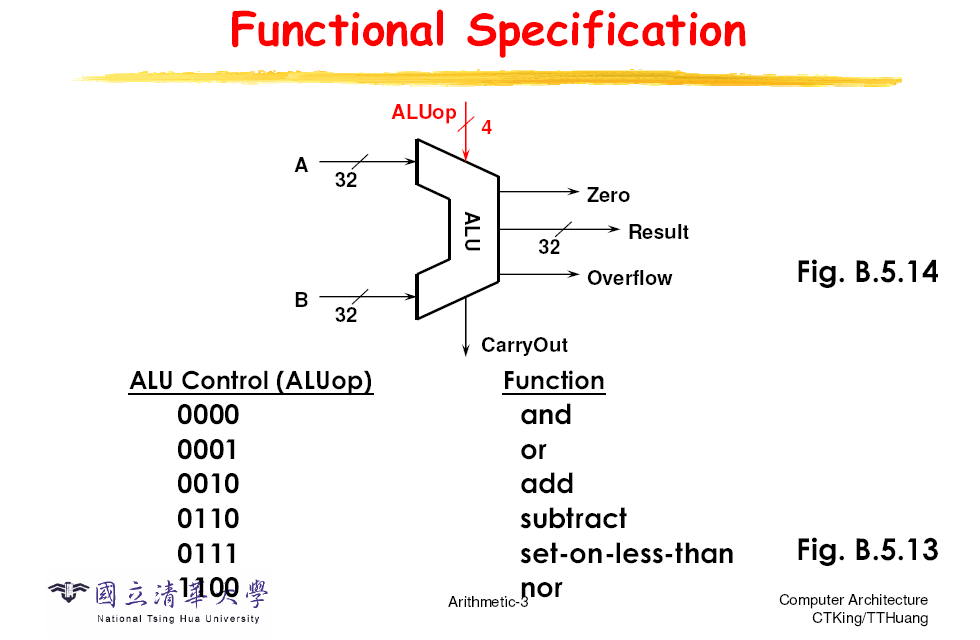 Functional Specification
ALUop
4
A
32
Zero
ALU
32
Result
Overflow
Fig. B.5.14
B
32
CarryOut
ALU Control (ALUop) Function
0000 and
0001 or
0010 add
0110 subtract
0111 set-on-less-than
Fig. B.5.13
1100 nor
國立清華大學
National Tsing Hua University
Arithmetic-3
Computer Architecture
CTKing/TTHuang